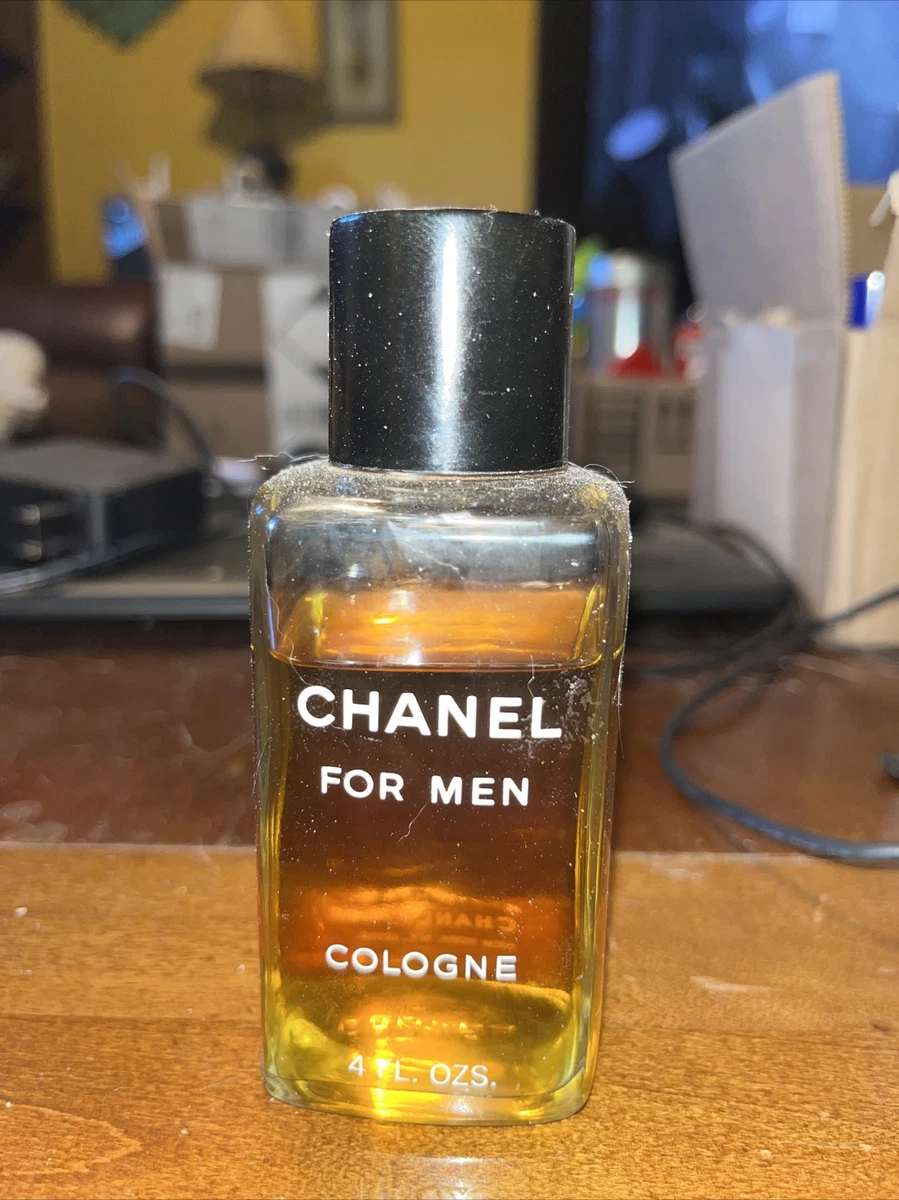 CHANEL
FOR MEN
COLOGNE
4 FL. OZS.